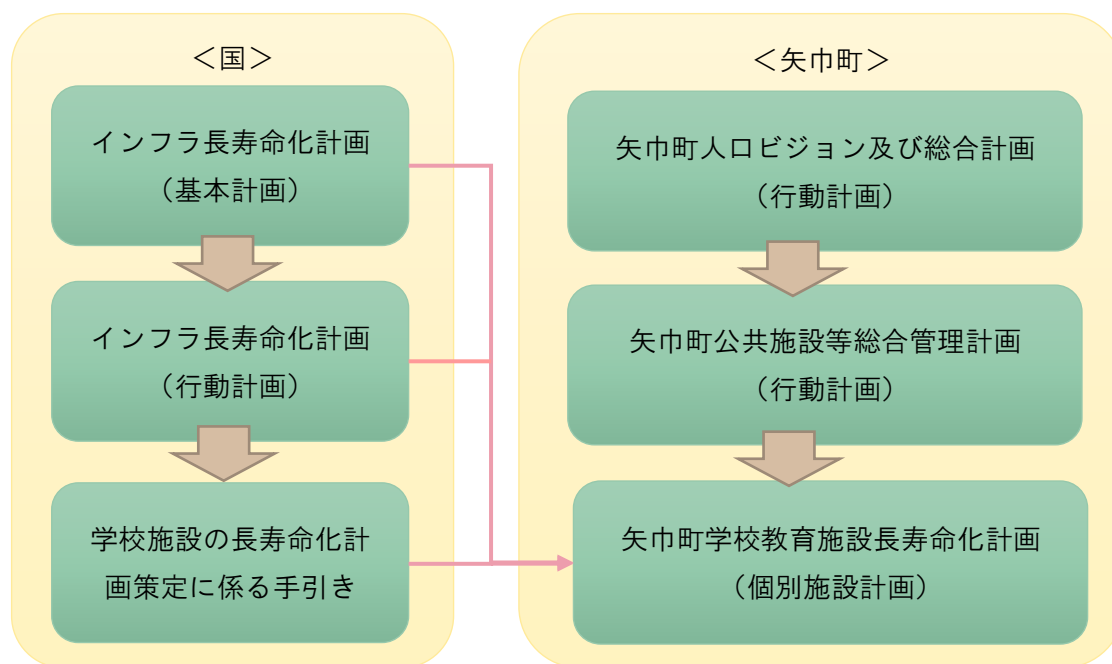 ＜国＞
インフラ長寿命化計画
（基本計画）
インフラ長寿命化計画
（行動計画）
学校施設の長寿命化計
画策定に係る手引き
＜矢巾町＞
矢巾町人口ビジョン及び総合計画
（行動計画）
矢巾町公共施設等総合管理計画
（行動計画）
矢巾町学校教育施設長寿命化計画
（個別施設計画）